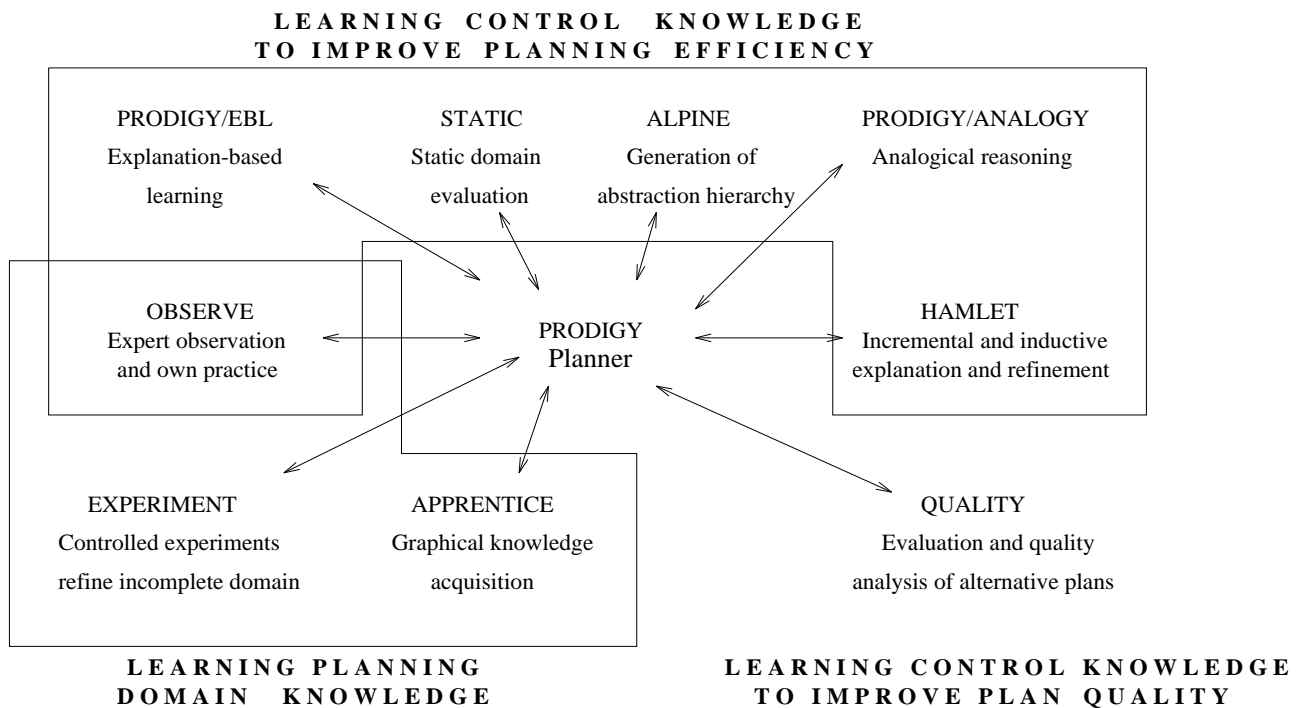 LEARNING CONTROL KNOWLEDGE
TO IMPROVE PLANNING EFFICIENCY
PRODIGY/EBL
Explanation-based
learning
STATIC
Static domain
evaluation
ALPINE
Generation of
abstraction hierarchy
PRODIGY/ANALOGY
Analogical reasoning
OBSERVE
Expert observation
and own practice
PRODIGY
Planner
HAMLET
Incremental and inductive
explanation and refinement
EXPERIMENT
Controlled experiments
refine incomplete domain
APPRENTICE
Graphical knowledge
acquisition
QUALITY
Evaluation and quality
analysis of alternative plans
LEARNING PLANNING
DOMAIN KNOWLEDGE
LEARNING CONTROL KNOWLEDGE
TO IMPROVE PLAN QUALITY